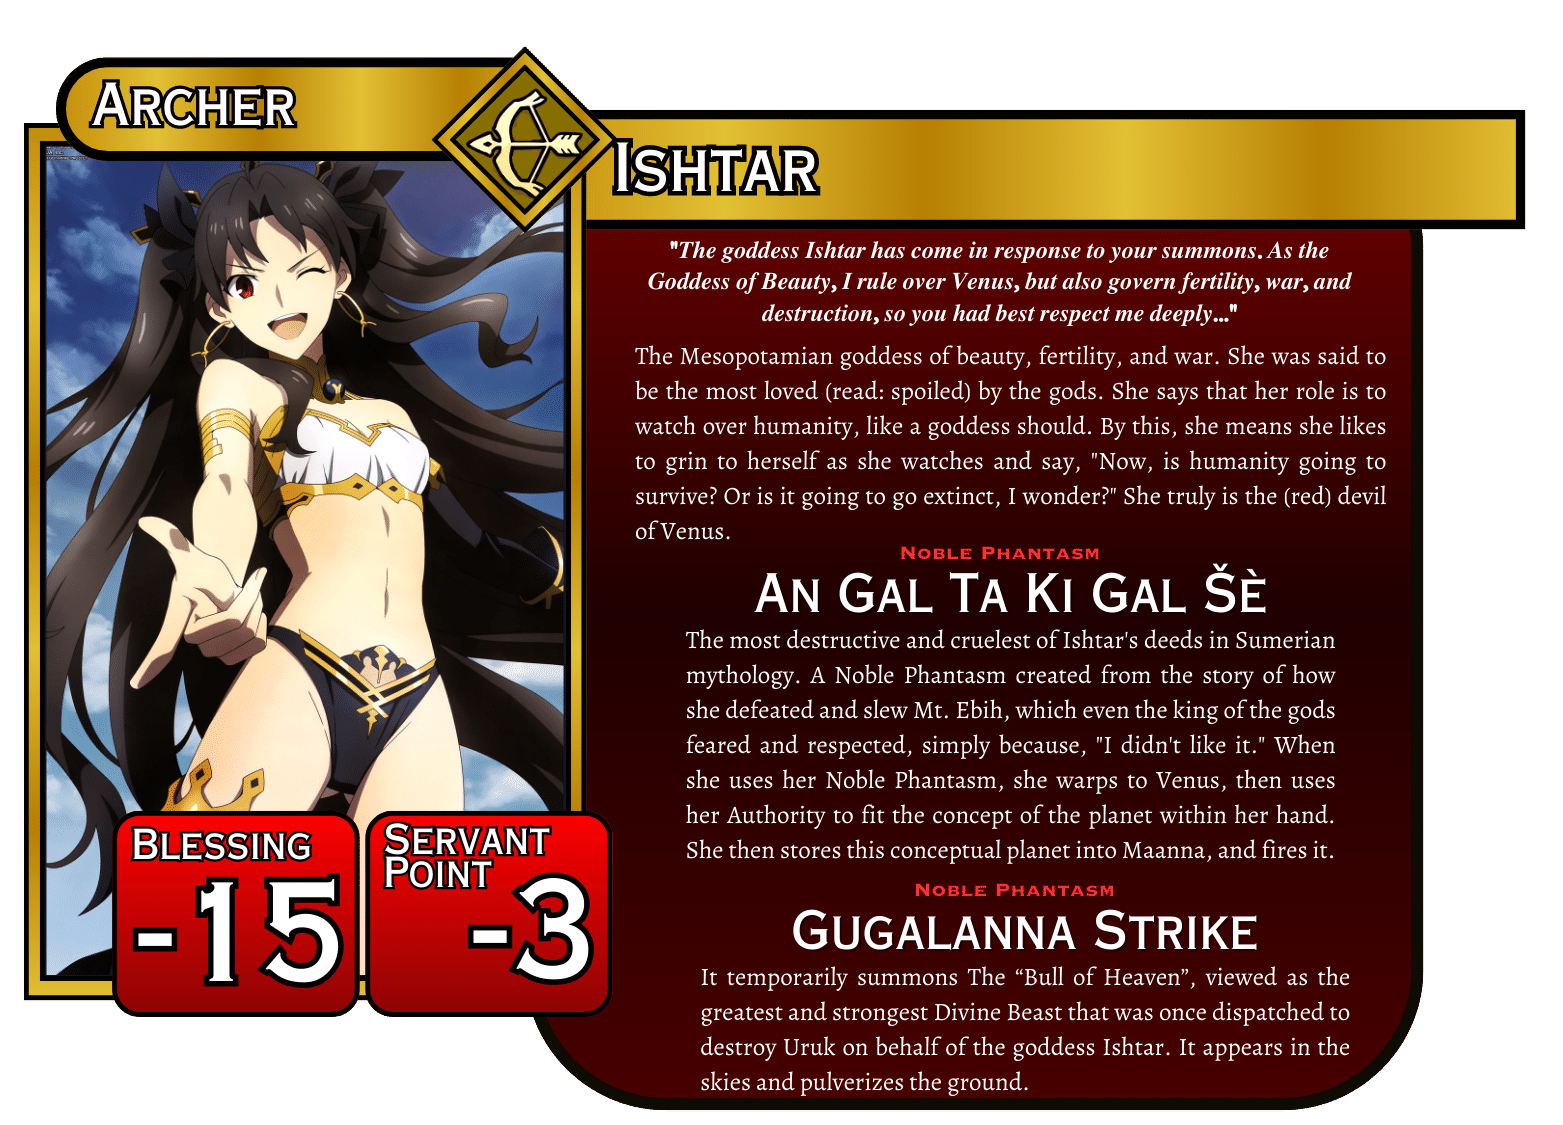 Archer
Ishtar
"The goddess Ishtar has come in response to your summons. As the
Goddess of Beauty, I rule over Venus, but also govern fertility, war, and
destruction, so you had best respect me deeply..."
The Mesopotamian goddess of beauty, fertility, and war. She was said to
be the most loved (read: spoiled) by the gods. She says that her role is to
watch over humanity, like a goddess should. By this, she means she likes
to grin to herself as she watches and say, "Now, is humanity going to
survive? Or is it going to go extinct, I wonder?" She truly is the (red) devil
of Venus.
Noble Phantasm
An Gal Ta Ki Gal Šè
The most destructive and cruelest of Ishtar's deeds in Sumerian
mythology. A Noble Phantasm created from the story of how
she defeated and slew Mt. Ebih, which even the king of the gods
feared and respected, simply because, "I didn't like it." When
she uses her Noble Phantasm, she warps to Venus, then uses
her Authority to fit the concept of the planet within her hand.
She then stores this conceptual planet into Maanna, and fires it.
Noble Phantasm
Gugalanna Strike
It temporarily summons The “Bull of Heaven”, viewed as the
greatest and strongest Divine Beast that was once dispatched to
destroy Uruk on behalf of the goddess Ishtar. It appears in the
skies and pulverizes the ground.
Blessing
-15
Servant
Point
-3